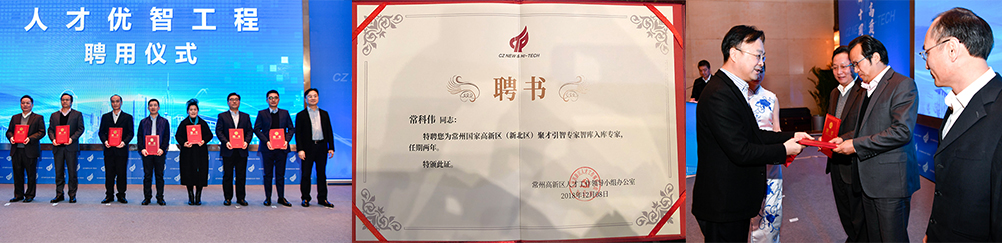 人才优智工程
聘用仪式
CZ NEW & HI-TECH
聘书
常科伟 同志：
特聘您为常州国家高新区（新北区）聚才引智专家智库入库专家，
任期两年。
特颁此证。
常州高新区人才工作领导小组办公室
2018年12月08日
CZ
TECH